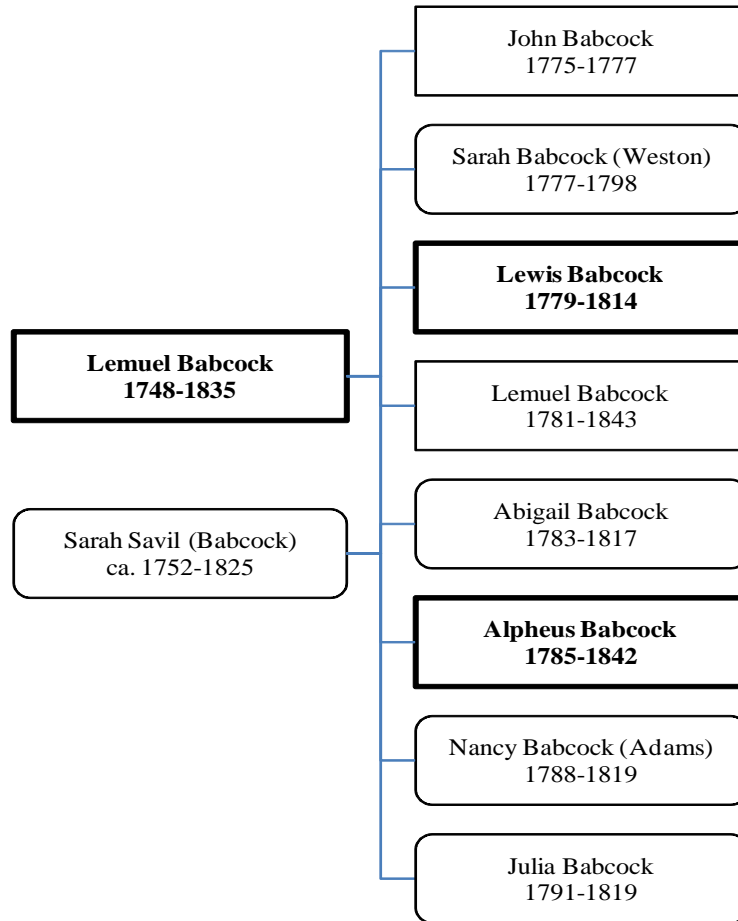 John Babcock
1775-1777
Sarah Babcock (Weston)
1777-1798
Lewis Babcock
1779-1814
Lemuel Babcock
1748-1835
Lemuel Babcock
1781-1843
Abigail Babcock
1783-1817
Sarah Savil (Babcock)
ca. 1752-1825
Alpheus Babcock
1785-1842
Nancy Babcock (Adams)
1788-1819
Julia Babcock
1791-1819